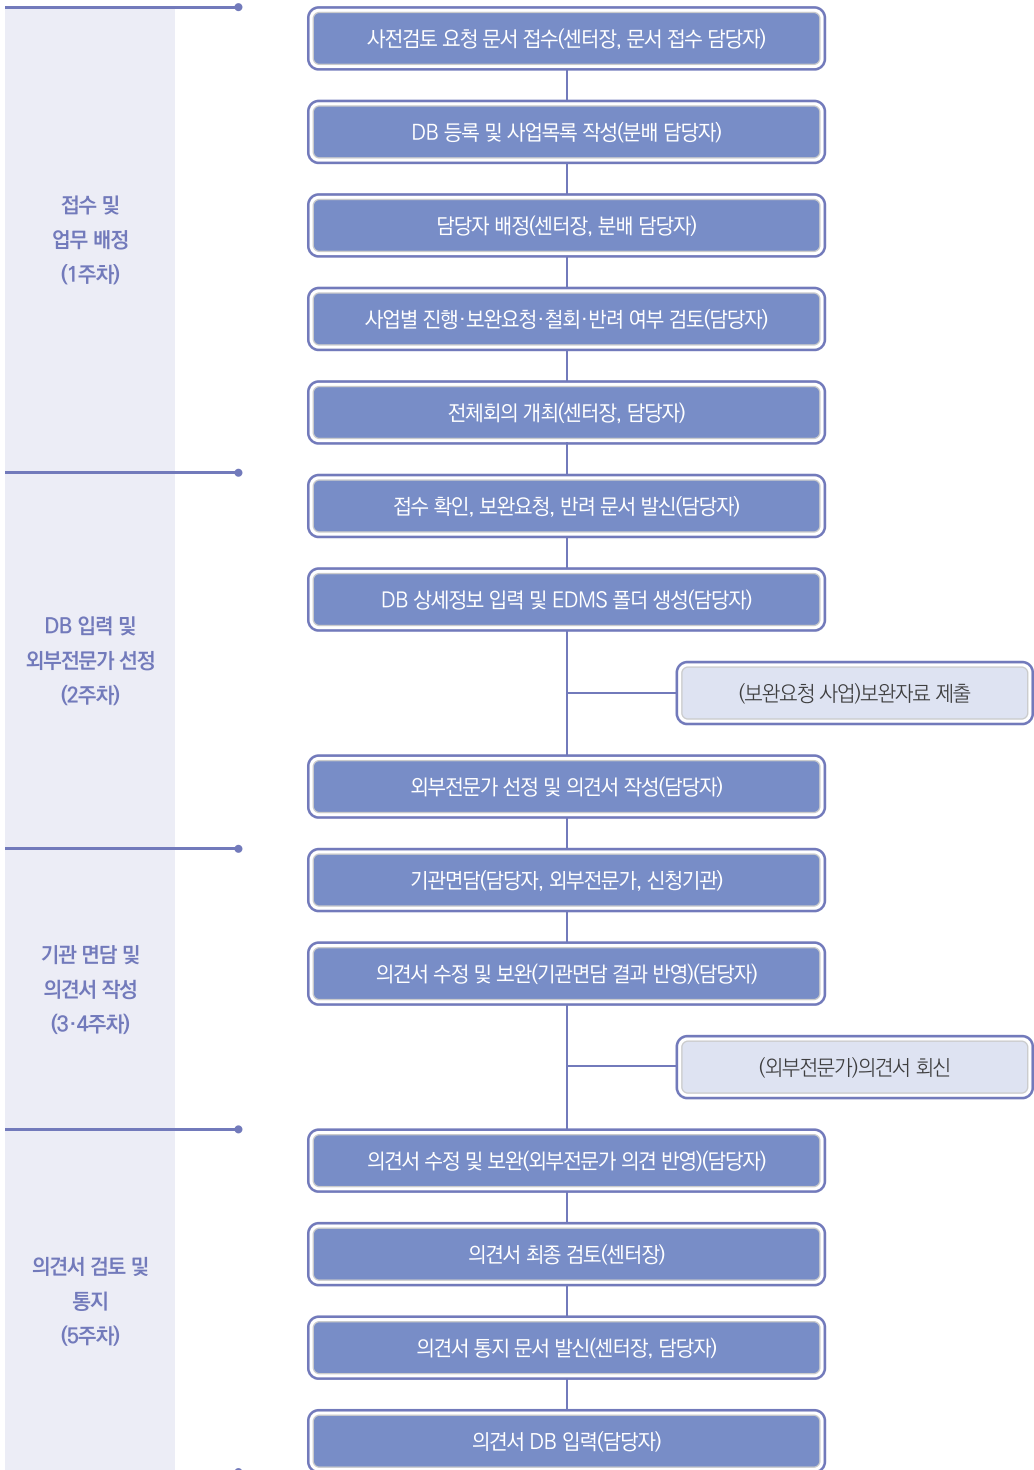 접수 및
업무 배정
(1주차)
사전검토 요청 문서 접수(센터장, 문서 접수 담당자)
DB 등록 및 사업목록 작성(분배 담당자)
담당자 배정(센터장, 분배 담당자)
사업별 진행·보완요청·철회·반려 여부 검토(담당자)
전체회의 개최(센터장, 담당자)
DB 입력 및
외부전문가 선정
(2주차)
접수 확인, 보완요청, 반려 문서 발신(담당자)
DB 상세정보 입력 및 EDMS 폴더 생성(담당자)
(보완요청 사업)보완자료 제출
외부전문가 선정 및 의견서 작성(담당자)
기관 면담 및
의견서 작성
(3·4주차)
기관면담(담당자, 외부전문가, 신청기관)
의견서 수정 및 보완(기관면담 결과 반영)(담당자)
(외부전문가)의견서 회신
의견서 검토 및
통지
(5주차)
의견서 수정 및 보완(외부전문가 의견 반영)(담당자)
의견서 최종 검토(센터장)
의견서 통지 문서 발신(센터장, 담당자)
의견서 DB 입력(담당자)